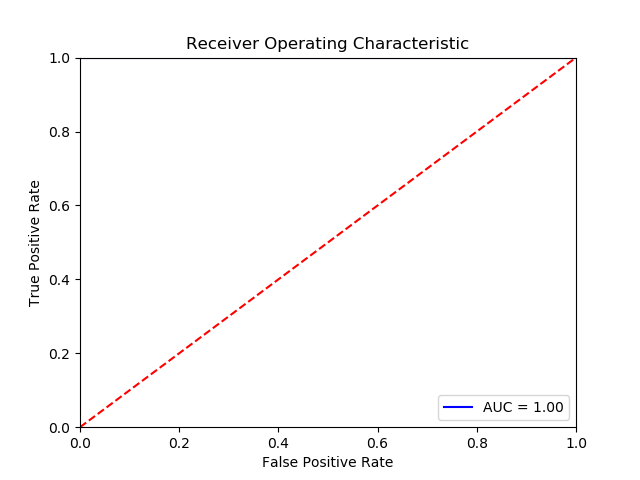 Receiver Operating Characteristic
1.0
0.8
0.6
0.4
0.2
0.0
True Positive Rate
AUC = 1.00
0.0 0.2 0.4 0.6 0.8 1.0
False Positive Rate